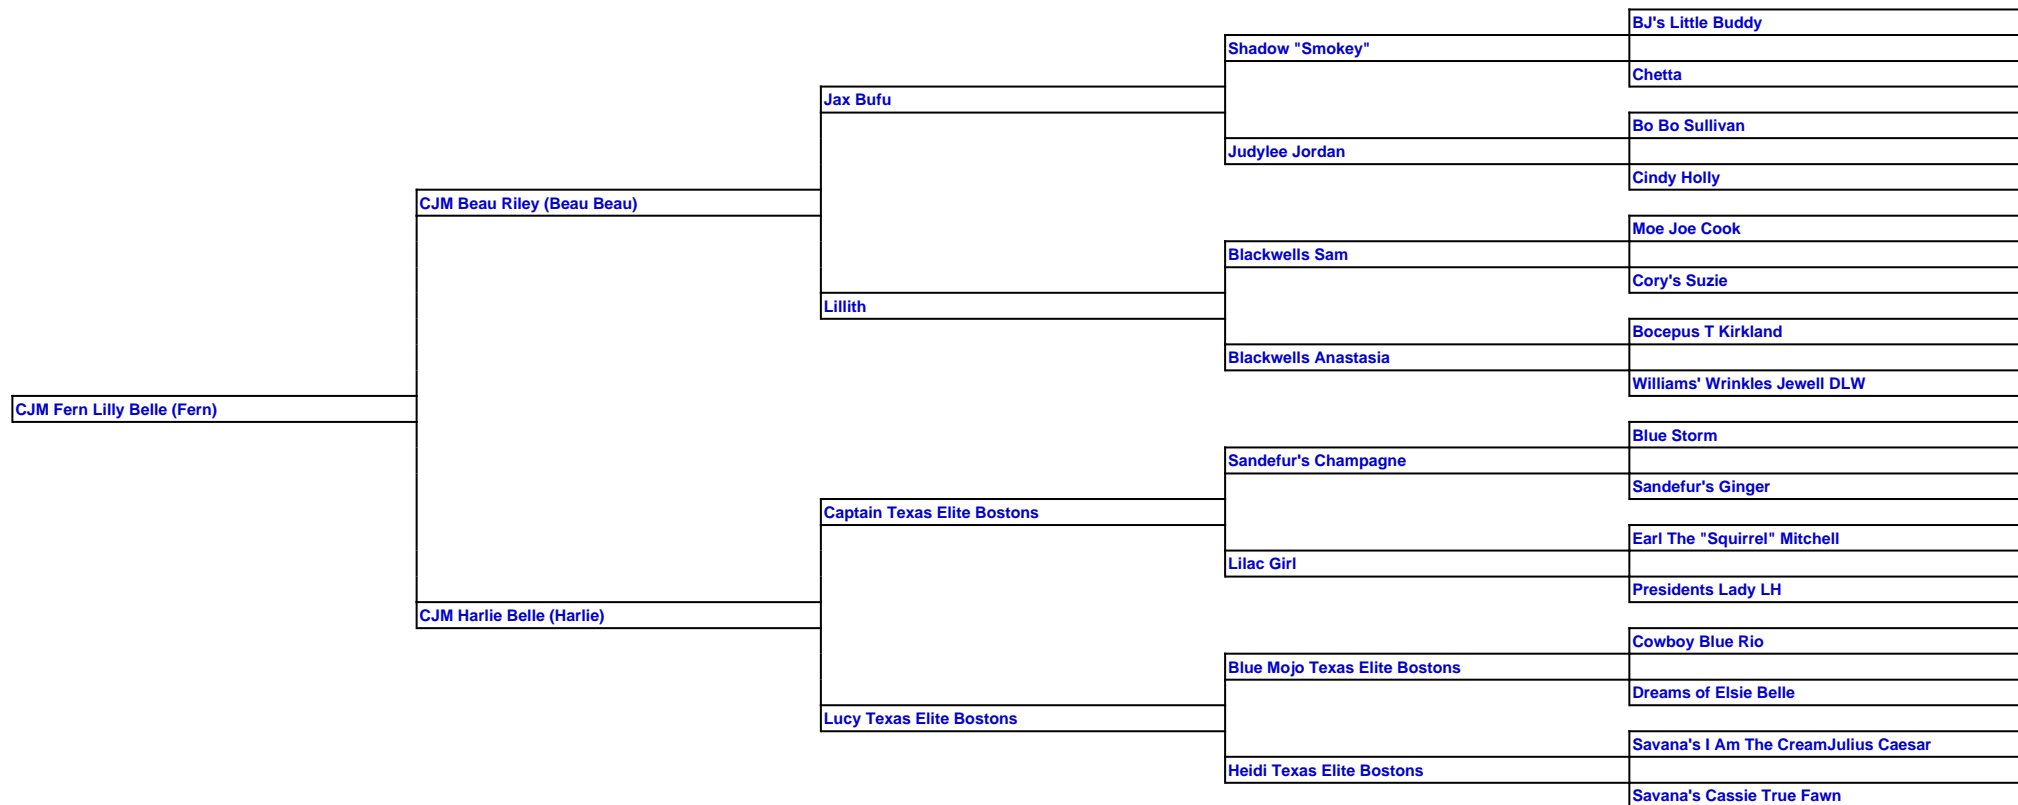 BJ's Little Buddy
Shadow "Smokey"
Chetta
Jax Bufu
Bo Bo Sullivan
Judylee Jordan
Cindy Holly
CJM Beau Riley (Beau Beau)
Moe Joe Cook
Blackwells Sam
Cory's Suzie
Lillith
Bocepus T Kirkland
Blackwells Anastasia
Williams' Wrinkles Jewell DLW
CJM Fern Lilly Belle (Fern)
Blue Storm
Sandefur's Champagne
Sandefur's Ginger
Captain Texas Elite Bostons
Earl The "Squirrel" Mitchell
Lilac Girl
Presidents Lady LH
CJM Harlie Belle (Harlie)
Cowboy Blue Rio
Blue Mojo Texas Elite Bostons
Dreams of Elsie Belle
Lucy Texas Elite Bostons
Savana's I Am The CreamJulius Caesar
Heidi Texas Elite Bostons
Savana's Cassie True Fawn